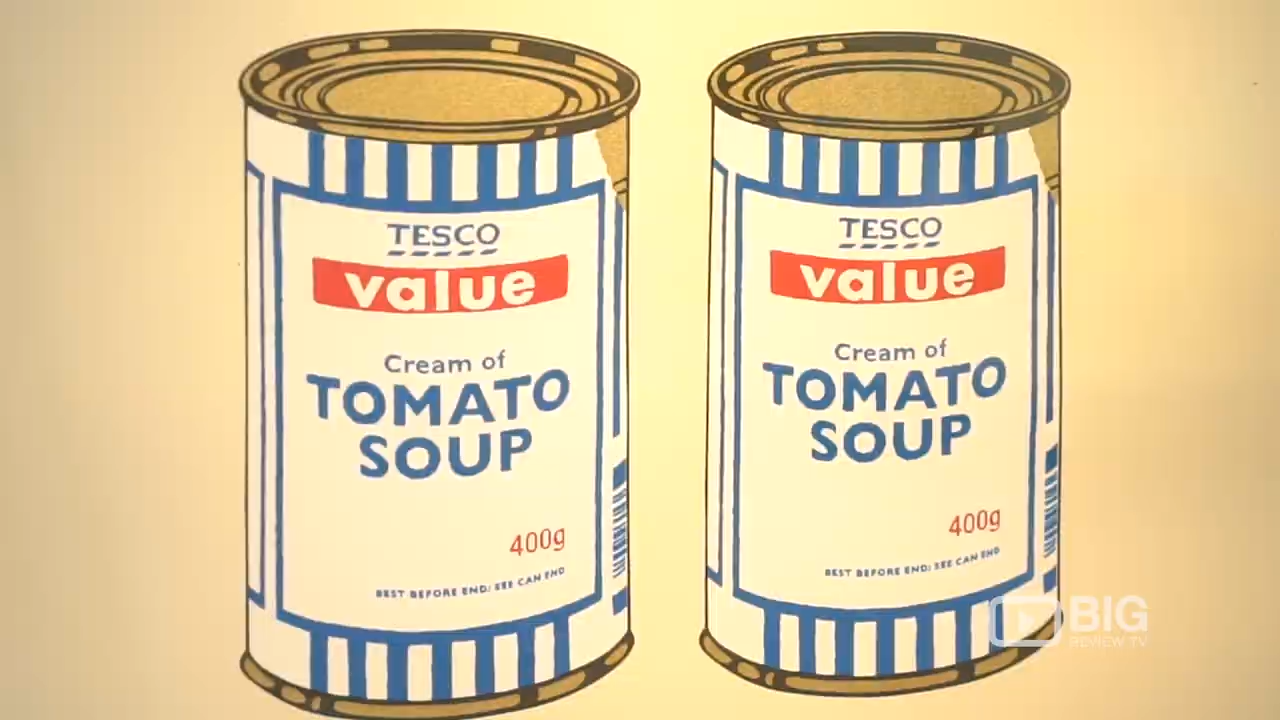 TESCO
value
Cream of
TOMATO
SOUP
400g
BEST BEFORE END: SEE CAN END
TESCO
value
Cream of
TOMATO
SOUP
400g
BEST BEFORE END: SEE CAN END
BIG
REVIEW TV